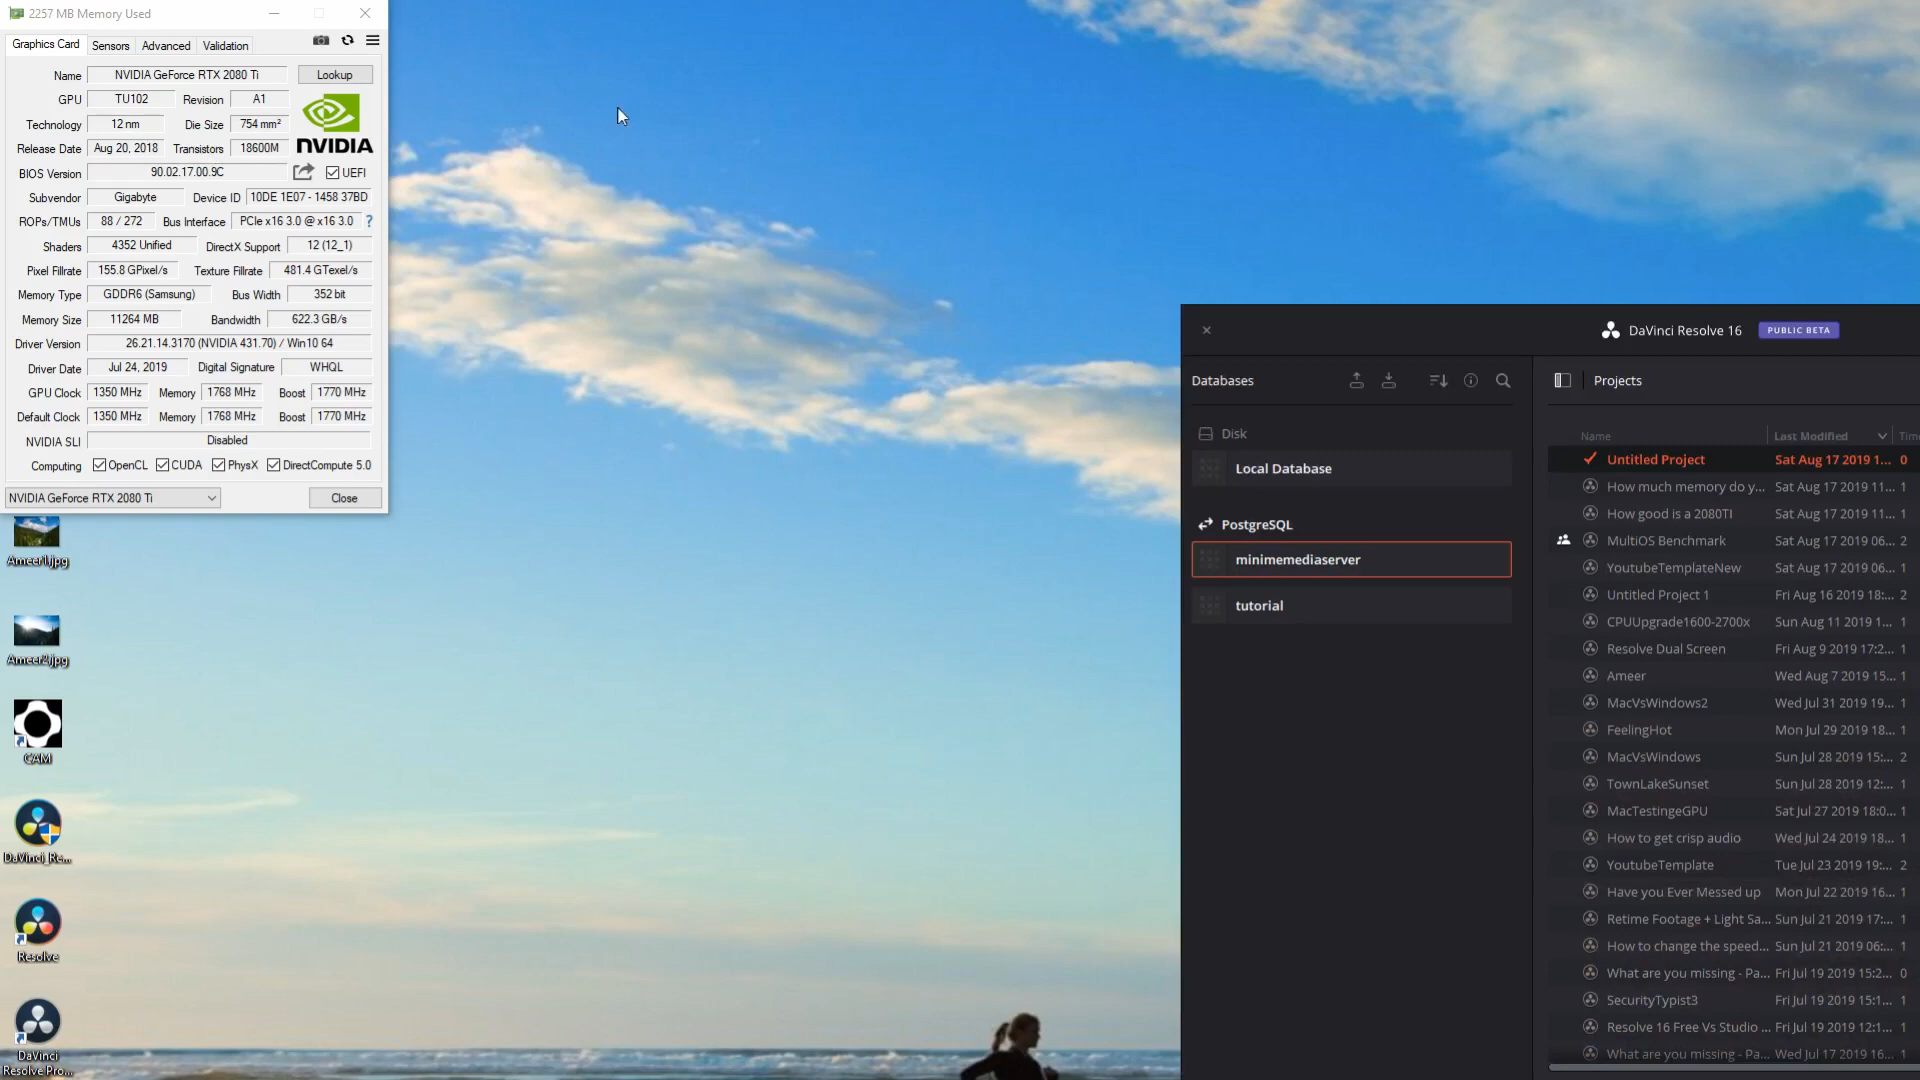 2257 MB Memory Used
Graphics Card Sensors Advanced Validation
Name NVIDIA GeForce RTX 2080 Ti Lookup
GPU TU102 Revision A1
Technology 12 nm Die Size 754 mm²
Release Date Aug 20, 2018 Transistors 18600M
NVIDIA
BIOS Version 90.02.17.00.9C UEFI
Subvendor Gigabyte Device ID 10DE 1E07 - 1458 37BD
ROPs/TMUs 88 / 272 Bus Interface PCIe x16 3.0 @ x16 3.0 ?
Shaders 4352 Unified DirectX Support 12 (12_1)
Pixel Fillrate 155.8 GPixel/s Texture Fillrate 481.4 GTexel/s
Memory Type GDDR6 (Samsung) Bus Width 352 bit
Memory Size 11264 MB Bandwidth 622.3 GB/s
Driver Version 26.21.14.3170 (NVIDIA 431.70) / Win10 64
Driver Date Jul 24, 2019 Digital Signature WHQL
GPU Clock 1350 MHz Memory 1768 MHz Boost 1770 MHz
Default Clock 1350 MHz Memory 1768 MHz Boost 1770 MHz
NVIDIA SLI Disabled
Computing OpenCL CUDA PhysX DirectCompute 5.0
NVIDIA GeForce RTX 2080 Ti Close
Ameer1.jpg
Ameer2.jpg
CAM
DaVinci_Re...
Resolve
DaVinci
Resolve Pro...
DaVinci Resolve 16 PUBLIC BETA
Databases
Disk
Local Database
PostgreSQL
minimemediaserver
tutorial
Projects
Name Last Modified Time
Untitled Project Sat Aug 17 2019 1... 0
How much memory do y... Sat Aug 17 2019 11... 1
How good is a 2080TI Sat Aug 17 2019 11... 1
MultiOS Benchmark Sat Aug 17 2019 06... 2
YoutubeTemplateNew Sat Aug 17 2019 06... 1
Untitled Project 1 Fri Aug 16 2019 18:... 2
CPUUpgrade1600-2700x Sun Aug 11 2019 1... 1
Resolve Dual Screen Fri Aug 9 2019 17:2... 1
Ameer Wed Aug 7 2019 15... 1
MacVsWindows2 Wed Jul 31 2019 19... 1
FeelingHot Mon Jul 29 2019 18... 1
MacVsWindows Sun Jul 28 2019 15:... 2
TownLakeSunset Sun Jul 28 2019 12:... 1
MacTestingeGPU Sat Jul 27 2019 18:0... 1
How to get crisp audio Wed Jul 24 2019 18... 1
YoutubeTemplate Tue Jul 23 2019 19:... 2
Have you Ever Messed up Mon Jul 22 2019 16... 1
Retime Footage + Light Sa... Sun Jul 21 2019 17:... 1
How to change the speed... Sun Jul 21 2019 06:... 1
What are you missing - Pa... Fri Jul 19 2019 15:2... 0
SecurityTypist3 Fri Jul 19 2019 15:1... 1
Resolve 16 Free Vs Studio ... Fri Jul 19 2019 12:1... 1
What are you missing - Pa... Wed Jul 17 2019 16... 1